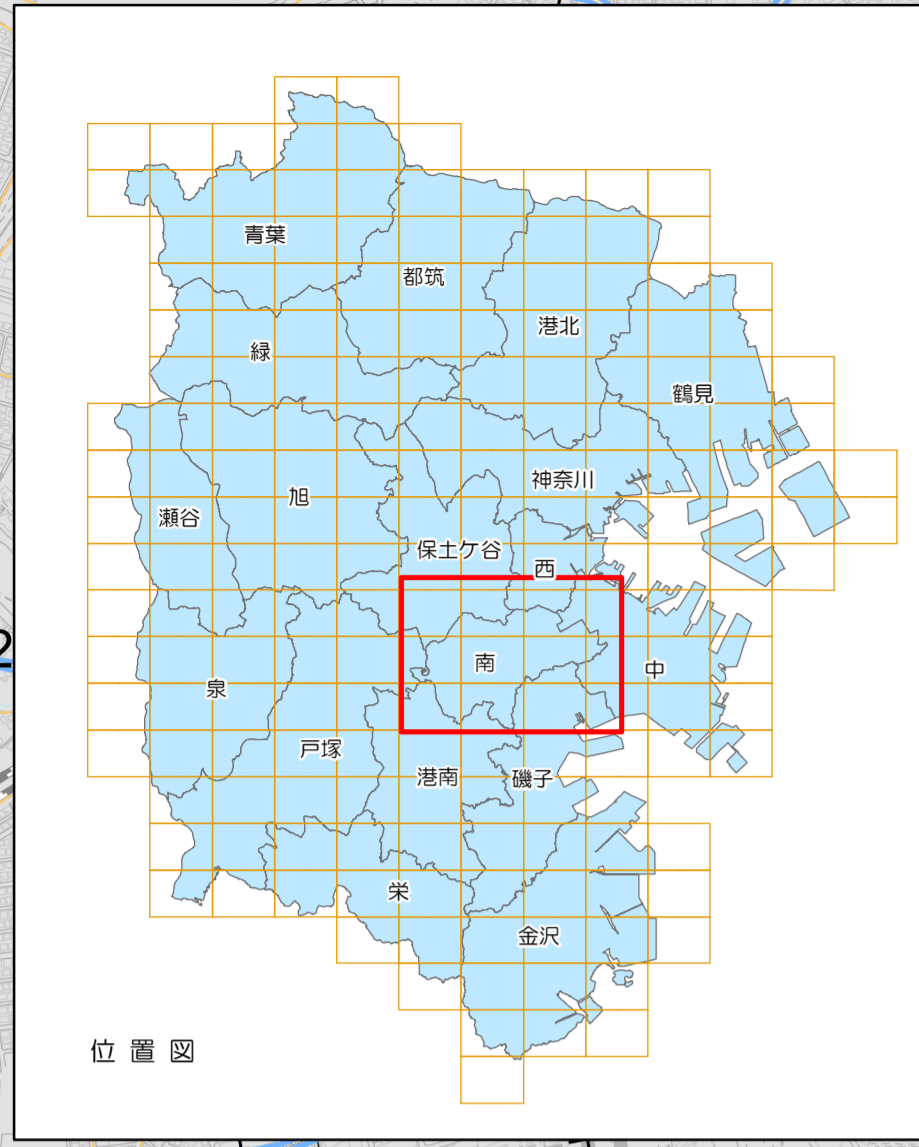 青葉
都筑
港北
緑
鶴見
神奈川
旭
瀬谷
保土ケ谷
西
2
南
中
泉
戸塚
港南
磯子
栄
金沢
位置図